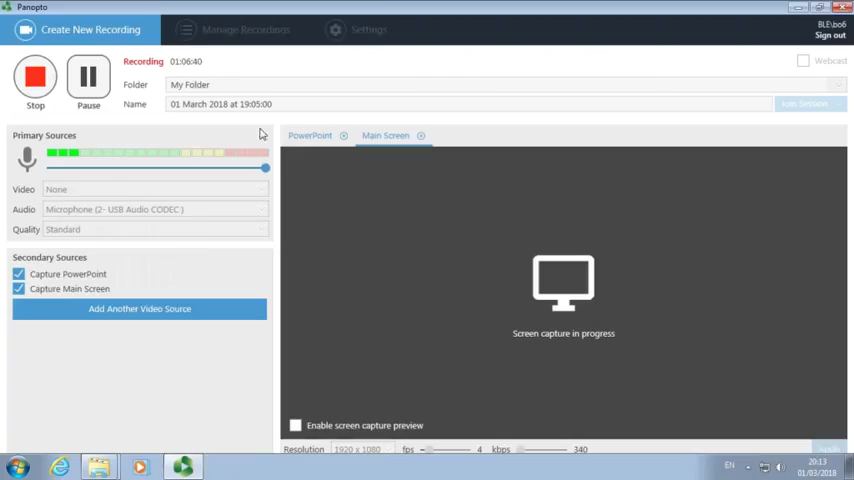 Panopto
Create New Recording
Manage Recordings
Settings
BLE\bo6
Sign out
Recording 01:06:40
Webcast
Folder My Folder
Name 01 March 2018 at 19:05:00
Join Session
Stop Pause
Primary Sources
PowerPoint
Main Screen
Video None
Audio Microphone (2- USB Audio CODEC )
Quality Standard
Secondary Sources
Capture PowerPoint
Capture Main Screen
Add Another Video Source
Screen capture in progress
Enable screen capture preview
Resolution 1920 x 1080 fps 4 kbps 340
Apply
EN
20:13
01/03/2018